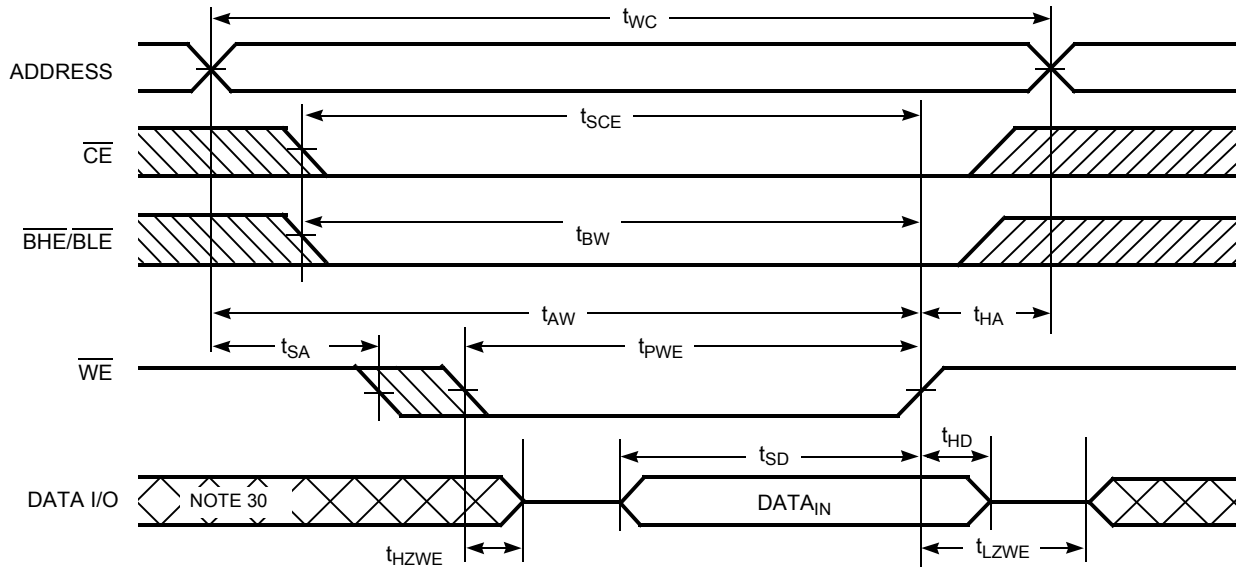 tWC
ADDRESS
tSCE
CE
BHE/BLE
tBW
tAW
tHA
tSA
tPWE
WE
tHD
tSD
DATA I/O
NOTE 30
DATAIN
tHZWE
tLZWE